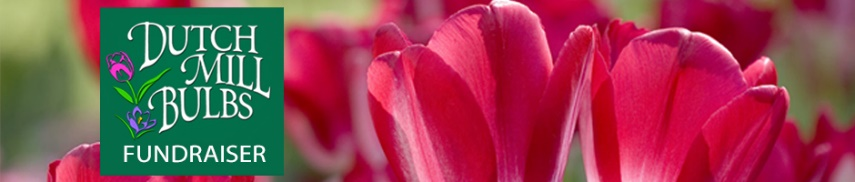 DUTCH
MILL
BULBS
FUNDRAISER